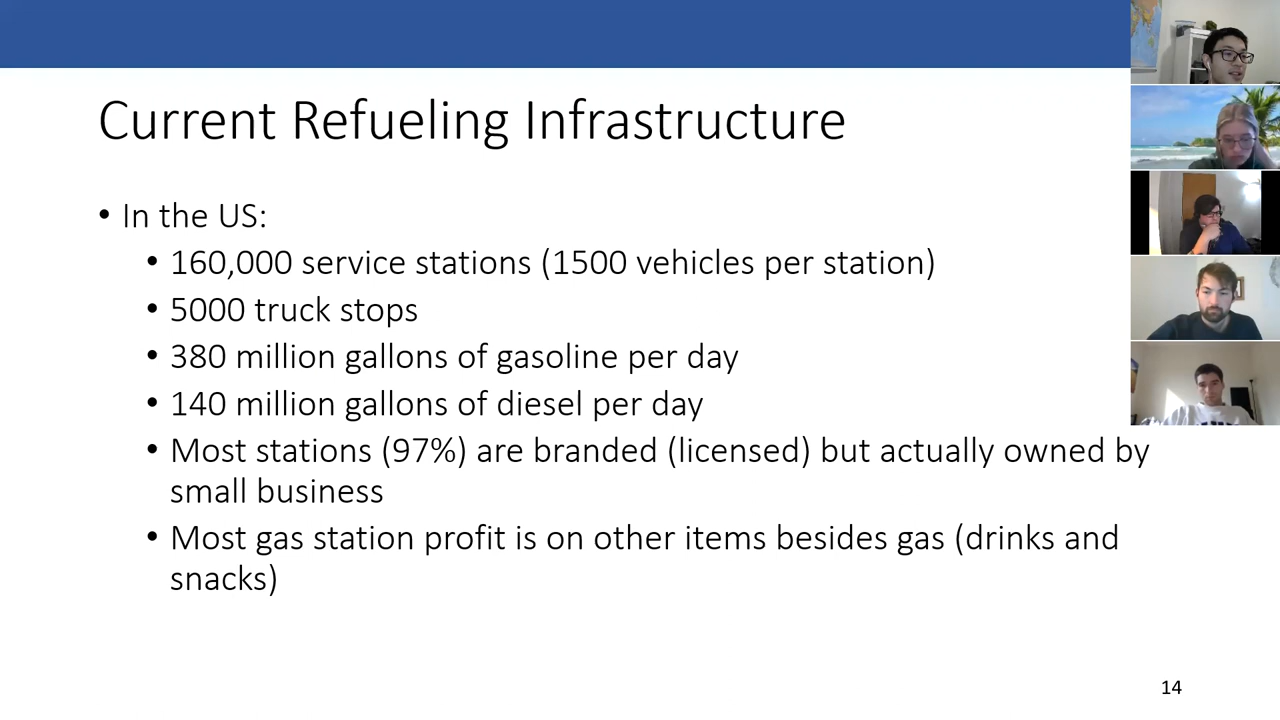 Current Refueling Infrastructure
• In the US:
• 160,000 service stations (1500 vehicles per station)
• 5000 truck stops
• 380 million gallons of gasoline per day
• 140 million gallons of diesel per day
• Most stations (97%) are branded (licensed) but actually owned by
small business
• Most gas station profit is on other items besides gas (drinks and
snacks)
14